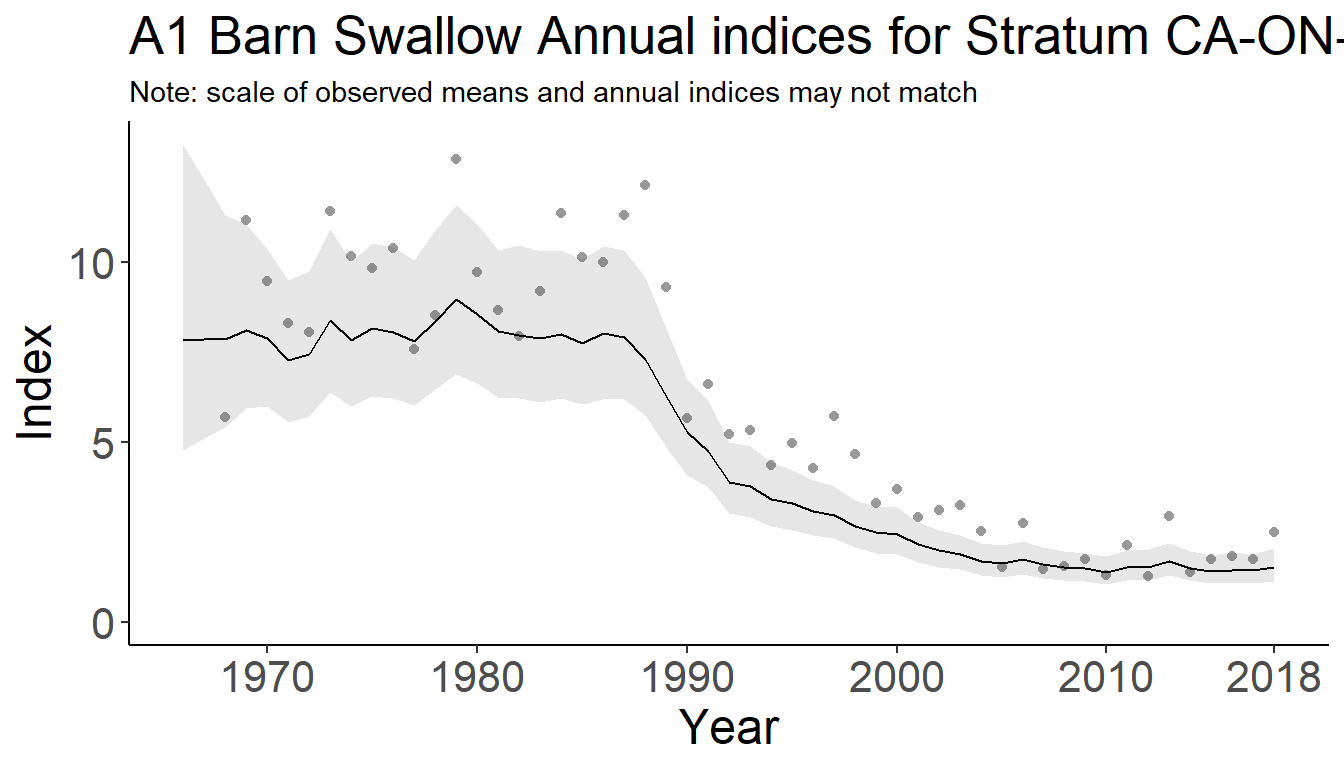 A1 Barn Swallow Annual indices for Stratum CA-ON-
Note: scale of observed means and annual indices may not match
10
5
0
Index
1970 1980 1990 2000 2010 2018
Year